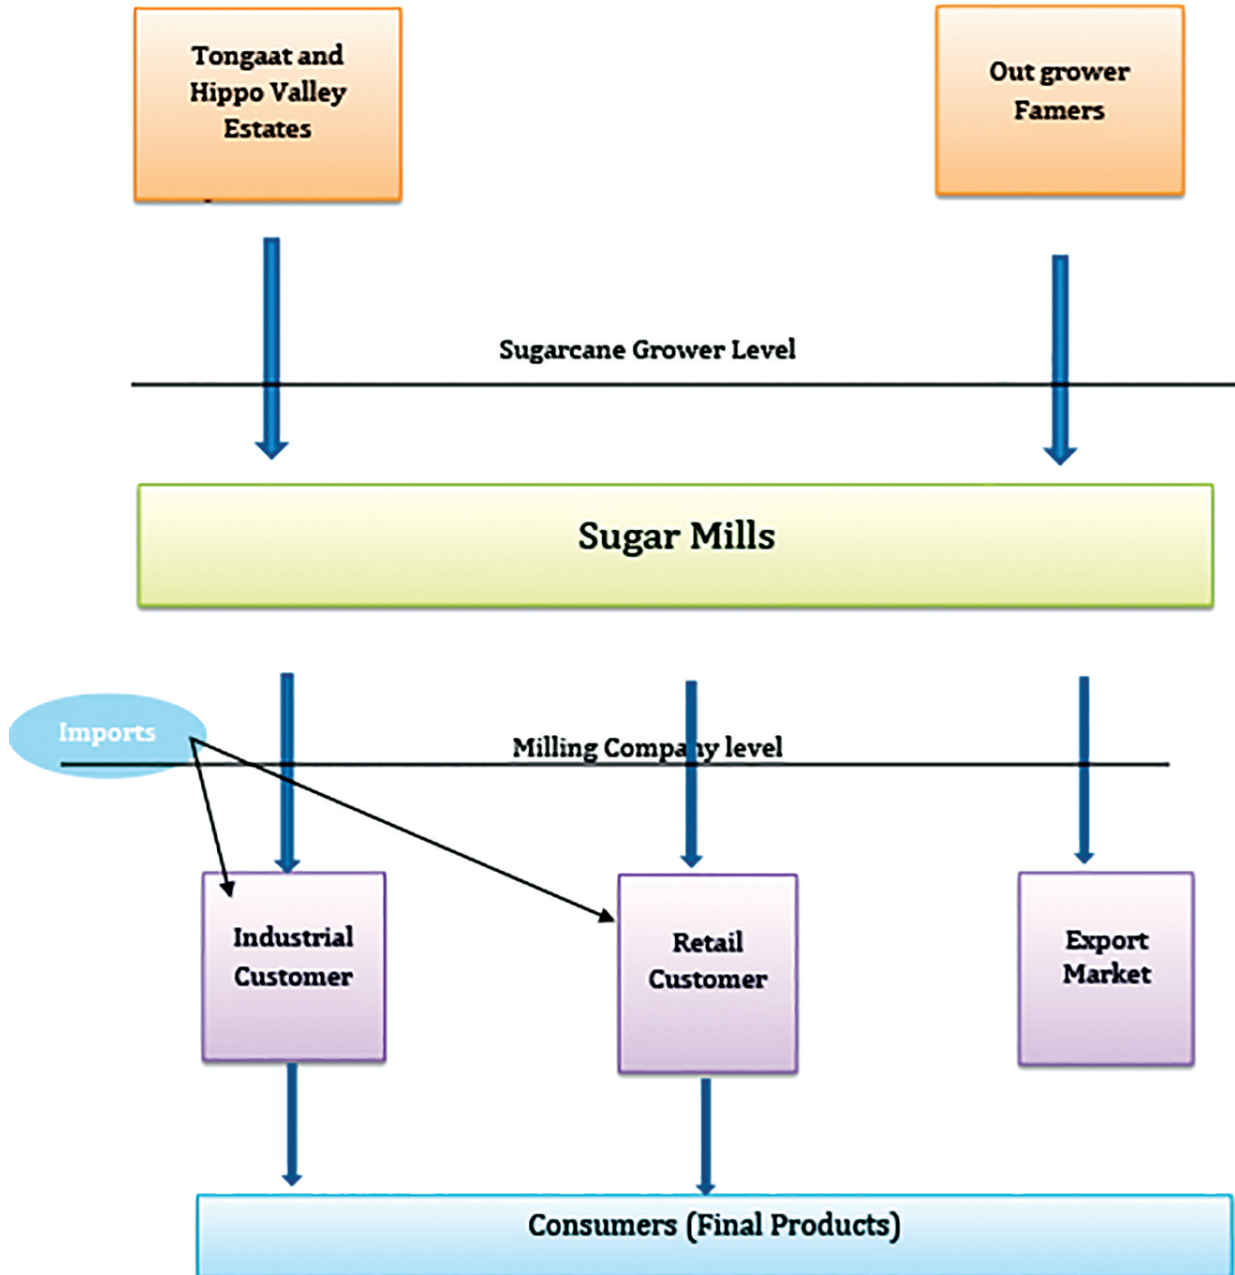 Tongaat and
Hippo Valley
Estates
Out grower
Famers
Sugarcane Grower Level
Sugar Mills
Imports
Milling Company level
Industrial
Customer
Retail
Customer
Export
Market
Consumers (Final Products)